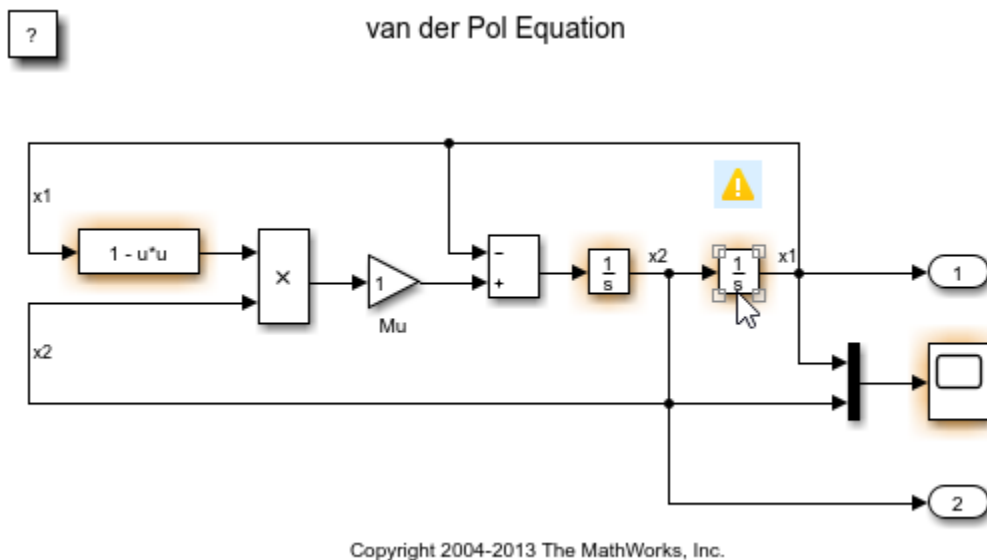 ?
van der Pol Equation
x1
1 - u*u
×
1
Mu
−
+
1
s
x2
1
s
x1
1
x2
2
Copyright 2004-2013 The MathWorks, Inc.